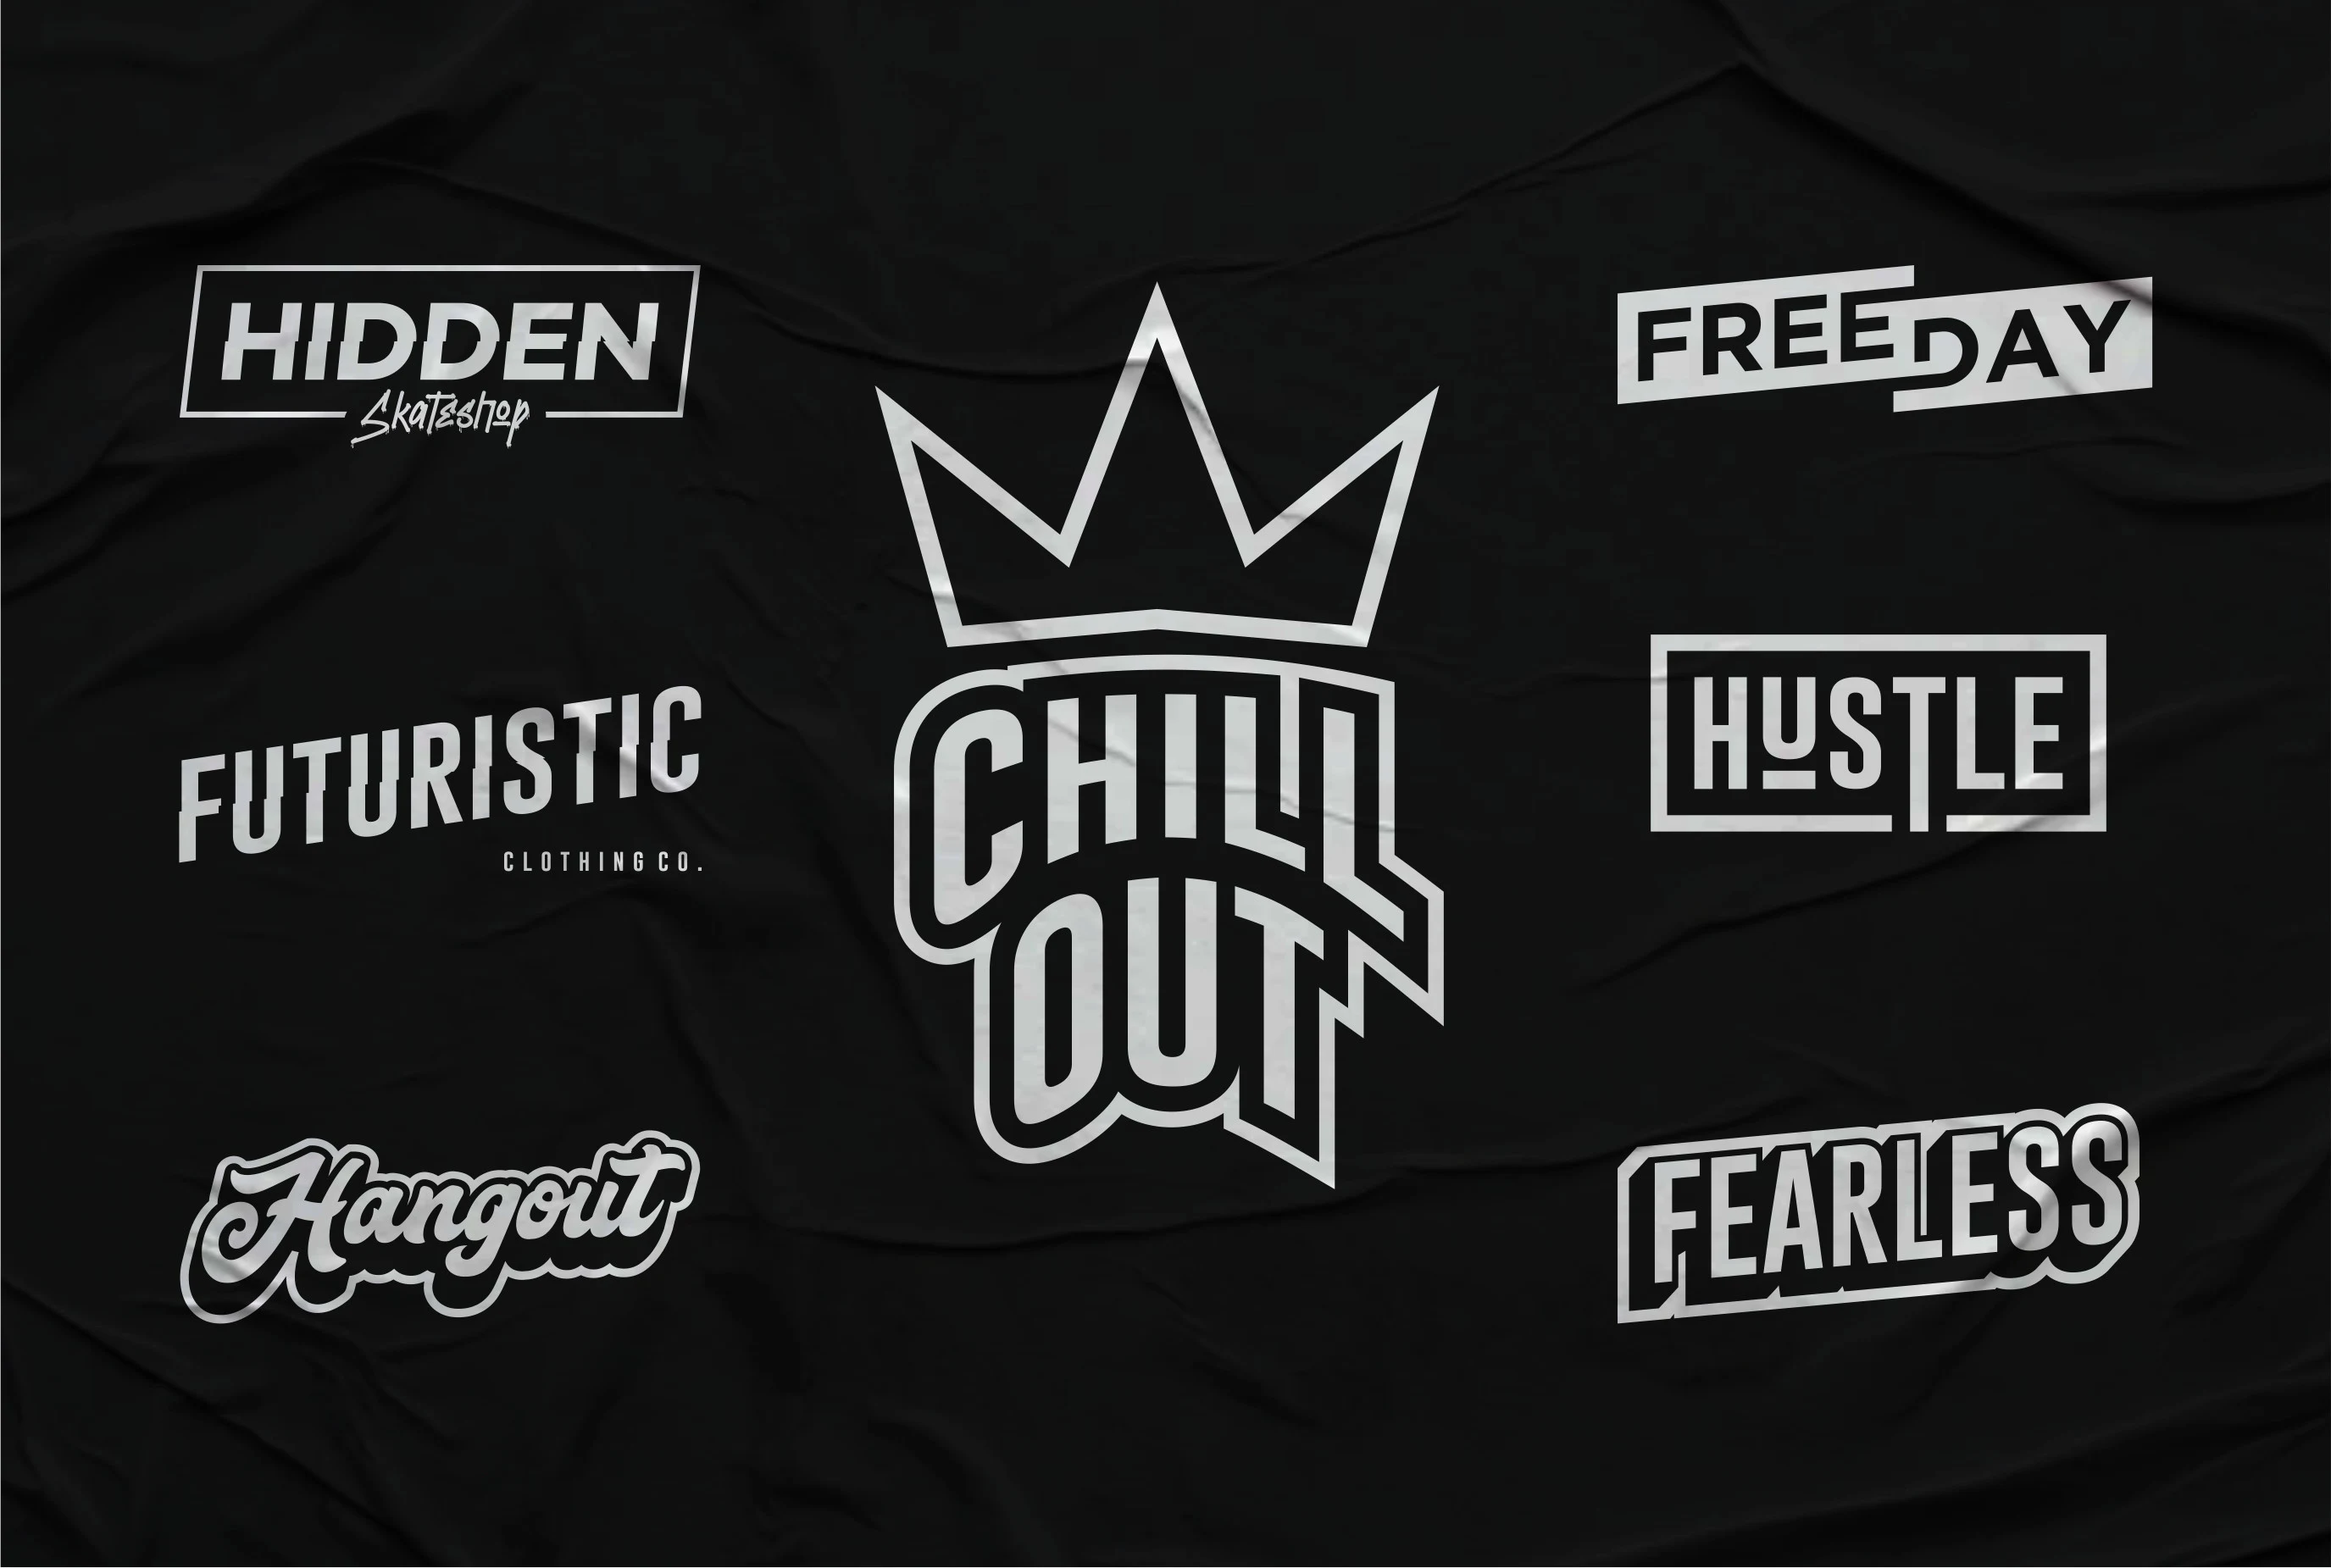 HIDDEN
Skateshop
FUTURISTIC
CLOTHING CO.
Hangout
CHILL
OUT
FREEDAY
HUSTLE
FEARLESS